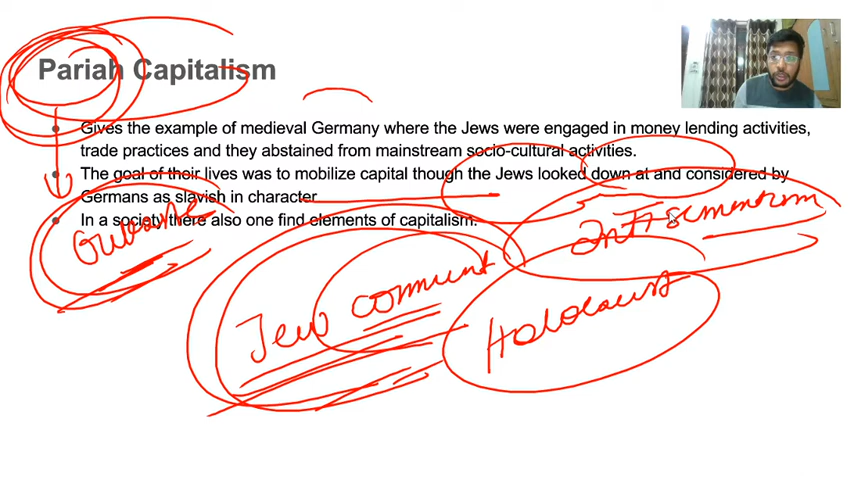 Pariah Capitalism
● Gives the example of medieval Germany where the Jews were engaged in money lending activities,
trade practices and they abstained from mainstream socio-cultural activities.
● The goal of their lives was to mobilize capital though the Jews looked down at and considered by
Germans as slavish in character
● In a society there also one find elements of capitalism.
Jew
Holocaust